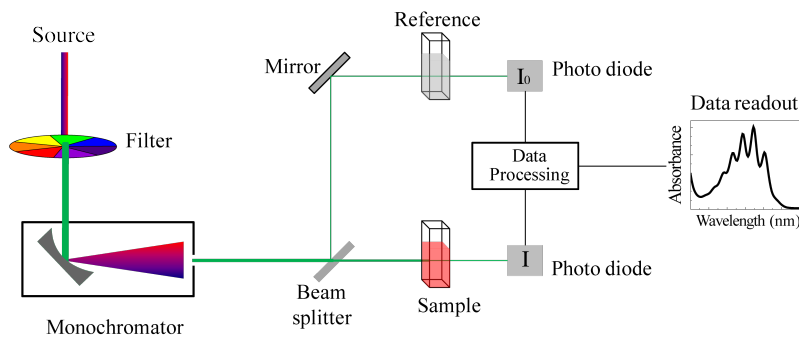 Source
Filter
Monochromator
Mirror
Beam
splitter
Reference
Sample
I₀
Photo diode
Data
Processing
I
Photo diode
Data readout
Absorbance
Wavelength (nm)